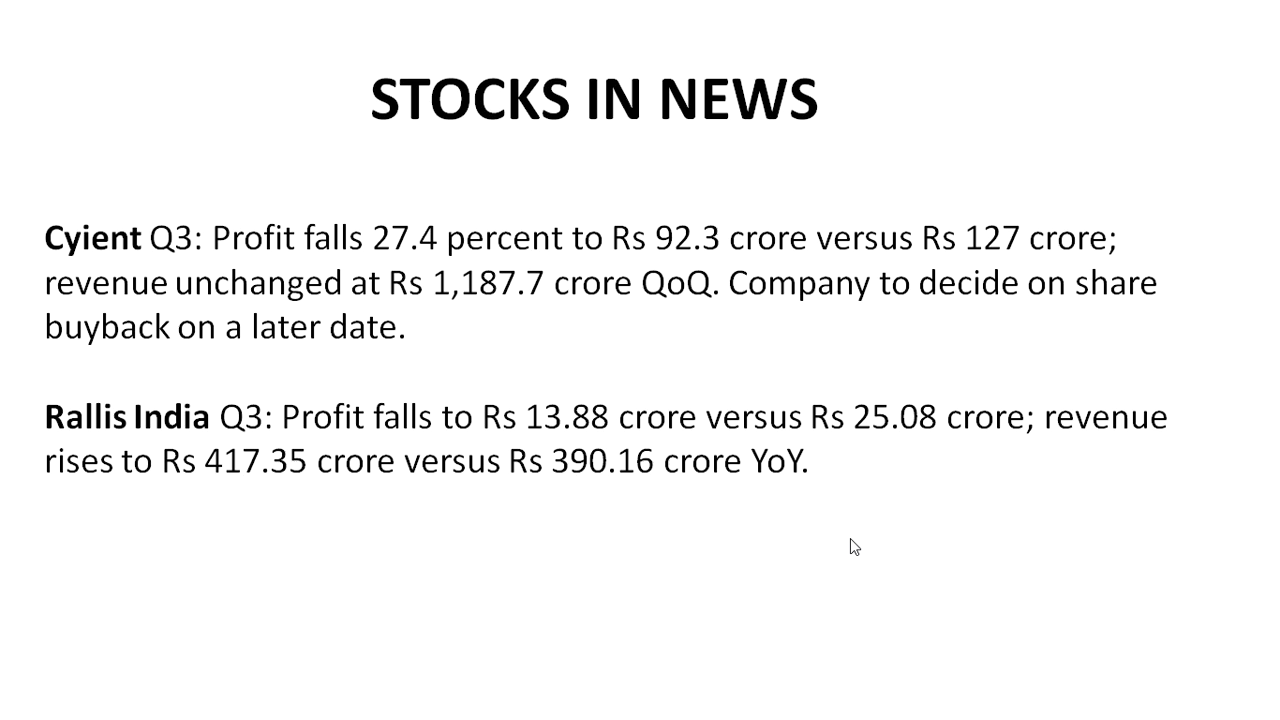 STOCKS IN NEWS
Cyient Q3: Profit falls 27.4 percent to Rs 92.3 crore versus Rs 127 crore;
revenue unchanged at Rs 1,187.7 crore QoQ. Company to decide on share
buyback on a later date.
Rallis India Q3: Profit falls to Rs 13.88 crore versus Rs 25.08 crore; revenue
rises to Rs 417.35 crore versus Rs 390.16 crore YoY.